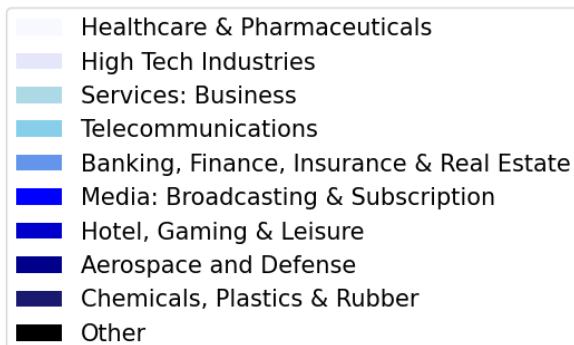 Healthcare & Pharmaceuticals
High Tech Industries
Services: Business
Telecommunications
Banking, Finance, Insurance & Real Estate
Media: Broadcasting & Subscription
Hotel, Gaming & Leisure
Aerospace and Defense
Chemicals, Plastics & Rubber
Other